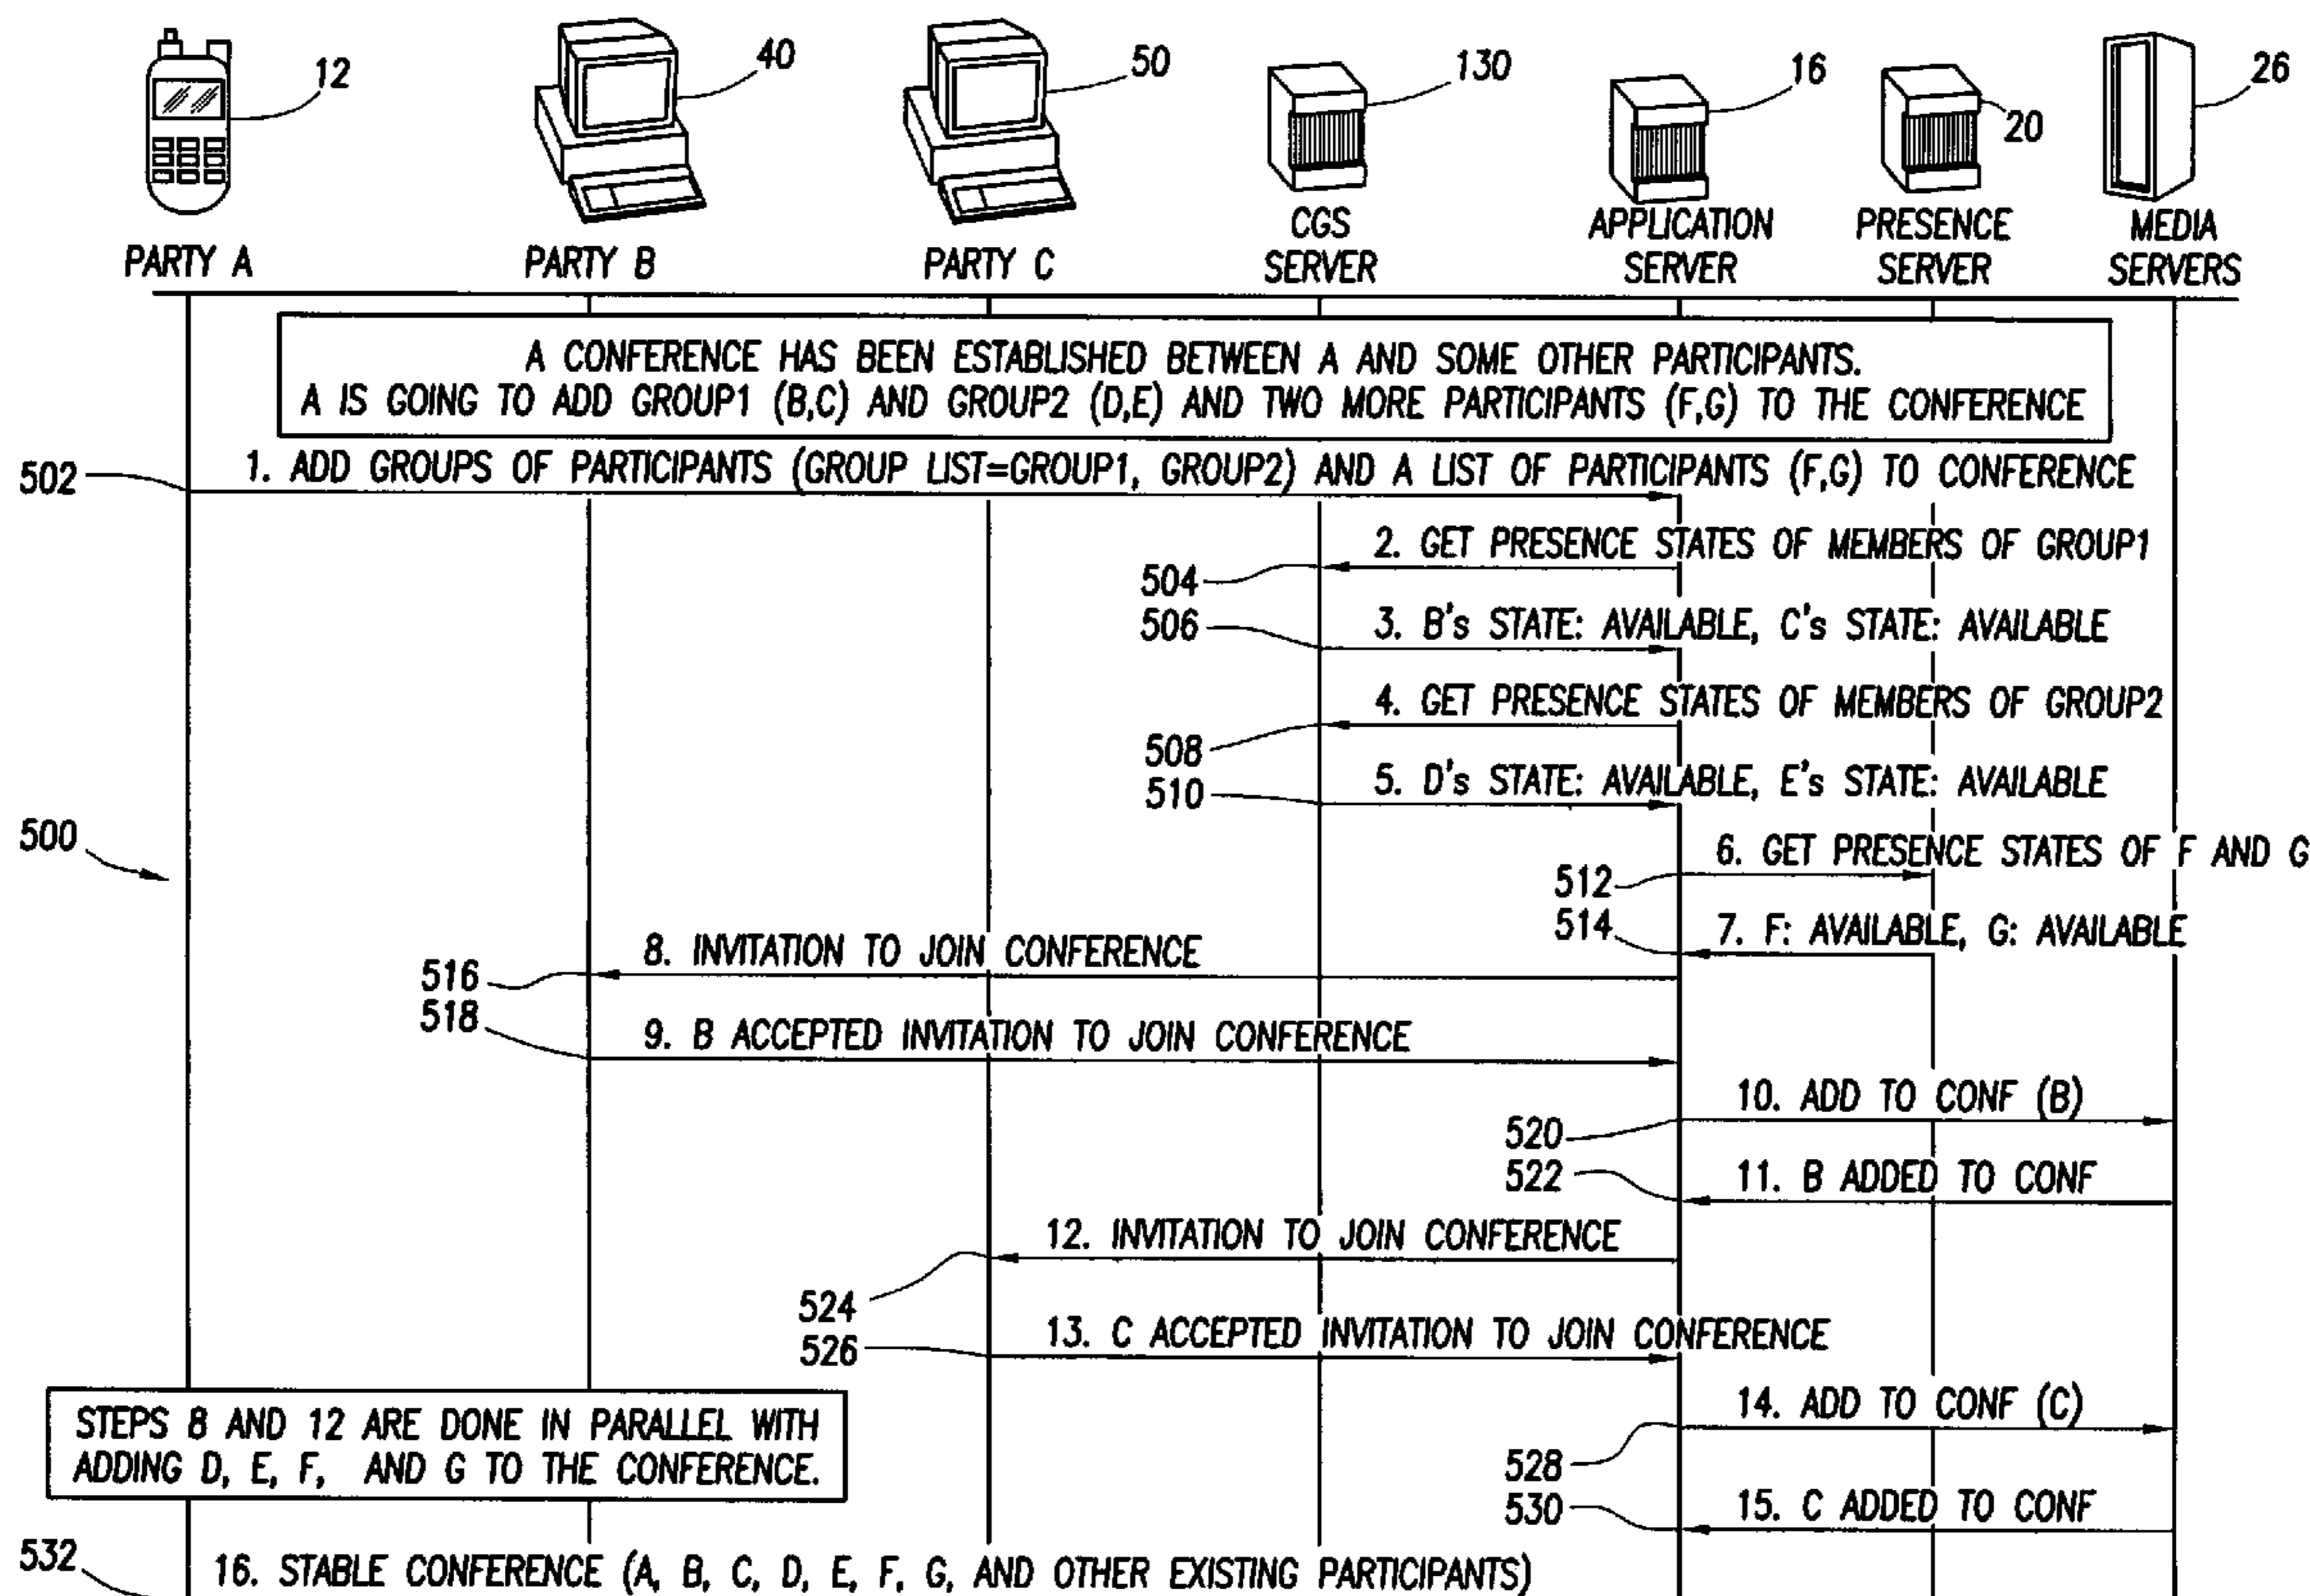 12
40
50
130
16
20
26
PARTY A
PARTY B
PARTY C
CGS
SERVER
APPLICATION
SERVER
PRESENCE
SERVER
MEDIA
SERVERS
A CONFERENCE HAS BEEN ESTABLISHED BETWEEN A AND SOME OTHER PARTICIPANTS.
A IS GOING TO ADD GROUP1 (B,C) AND GROUP2 (D,E) AND TWO MORE PARTICIPANTS (F,G) TO THE CONFERENCE
502
1. ADD GROUPS OF PARTICIPANTS (GROUP LIST=GROUP1, GROUP2) AND A LIST OF PARTICIPANTS (F,G) TO CONFERENCE
2. GET PRESENCE STATES OF MEMBERS OF GROUP1
504
506
3. B's STATE: AVAILABLE, C's STATE: AVAILABLE
4. GET PRESENCE STATES OF MEMBERS OF GROUP2
508
510
5. D's STATE: AVAILABLE, E's STATE: AVAILABLE
500
6. GET PRESENCE STATES OF F AND G
512
514
7. F: AVAILABLE, G: AVAILABLE
8. INVITATION TO JOIN CONFERENCE
516
518
9. B ACCEPTED INVITATION TO JOIN CONFERENCE
10. ADD TO CONF (B)
520
522
11. B ADDED TO CONF
12. INVITATION TO JOIN CONFERENCE
524
526
13. C ACCEPTED INVITATION TO JOIN CONFERENCE
STEPS 8 AND 12 ARE DONE IN PARALLEL WITH
ADDING D, E, F, AND G TO THE CONFERENCE.
14. ADD TO CONF (C)
528
530
15. C ADDED TO CONF
532
16. STABLE CONFERENCE (A, B, C, D, E, F, G, AND OTHER EXISTING PARTICIPANTS)